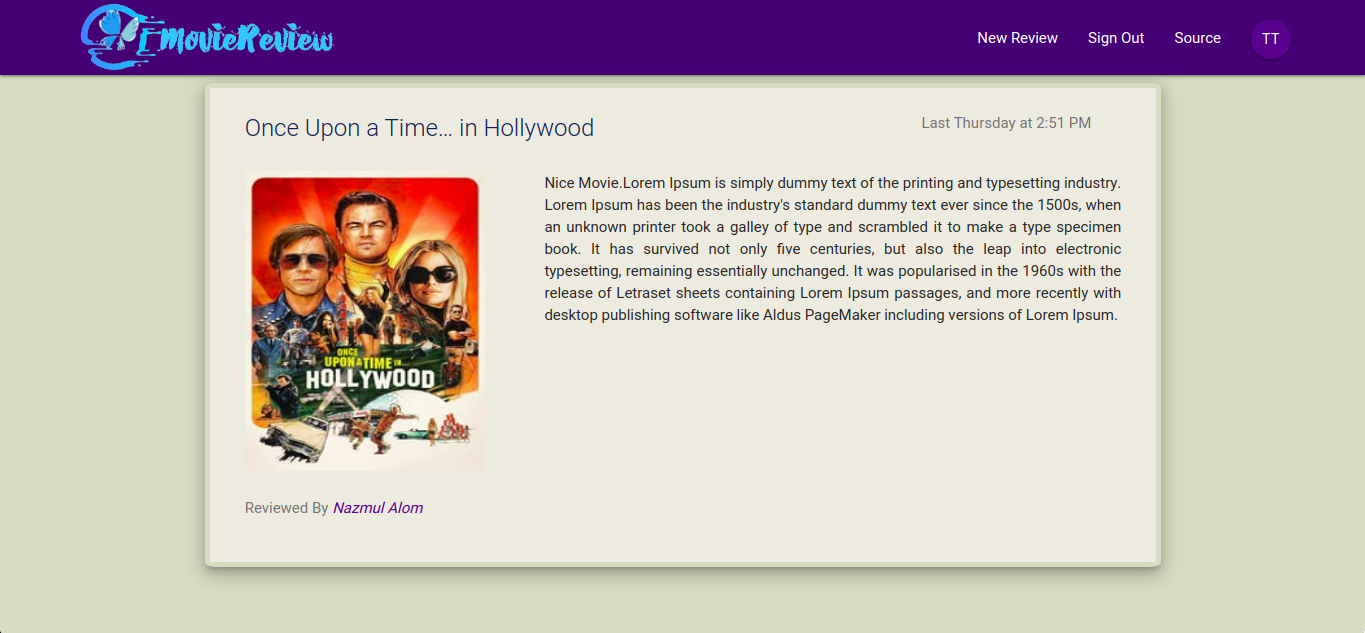 EMovieReview
New Review
Sign Out
Source
TT
Once Upon a Time… in Hollywood
Last Thursday at 2:51 PM
Nice Movie.Lorem Ipsum is simply dummy text of the printing and typesetting industry.
Lorem Ipsum has been the industry's standard dummy text ever since the 1500s, when
an unknown printer took a galley of type and scrambled it to make a type specimen
book. It has survived not only five centuries, but also the leap into electronic
typesetting, remaining essentially unchanged. It was popularised in the 1960s with the
release of Letraset sheets containing Lorem Ipsum passages, and more recently with
desktop publishing software like Aldus PageMaker including versions of Lorem Ipsum.
ONCE
UPON A TIME IN...
HOLLYWOOD
Reviewed By Nazmul Alom